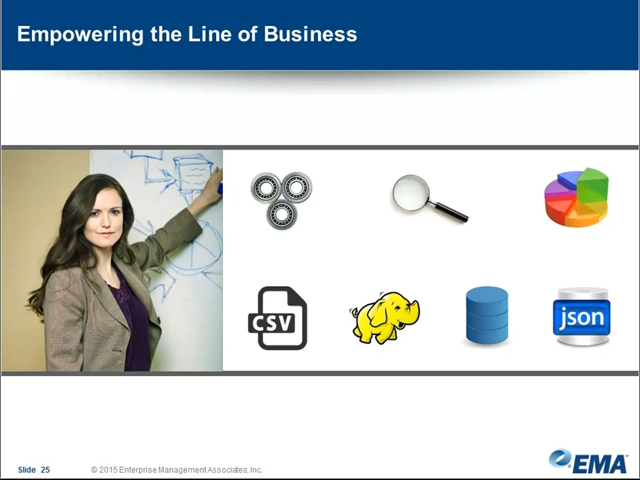 Empowering the Line of Business
CSV
json
Slide 25
© 2015 Enterprise Management Associates, Inc.
EMA